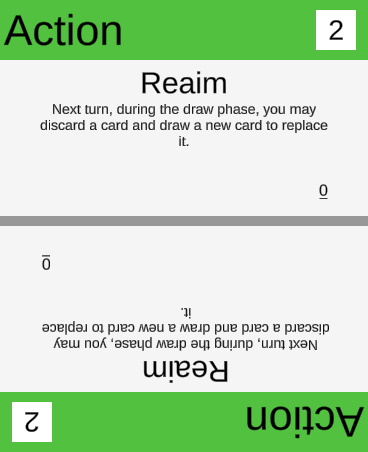 Action 2
Reaim
Next turn, during the draw phase, you may
discard a card and draw a new card to replace
it.
0
0
it.
discard a card and draw a new card to replace
Next turn, during the draw phase, you may
Reaim
2 Action